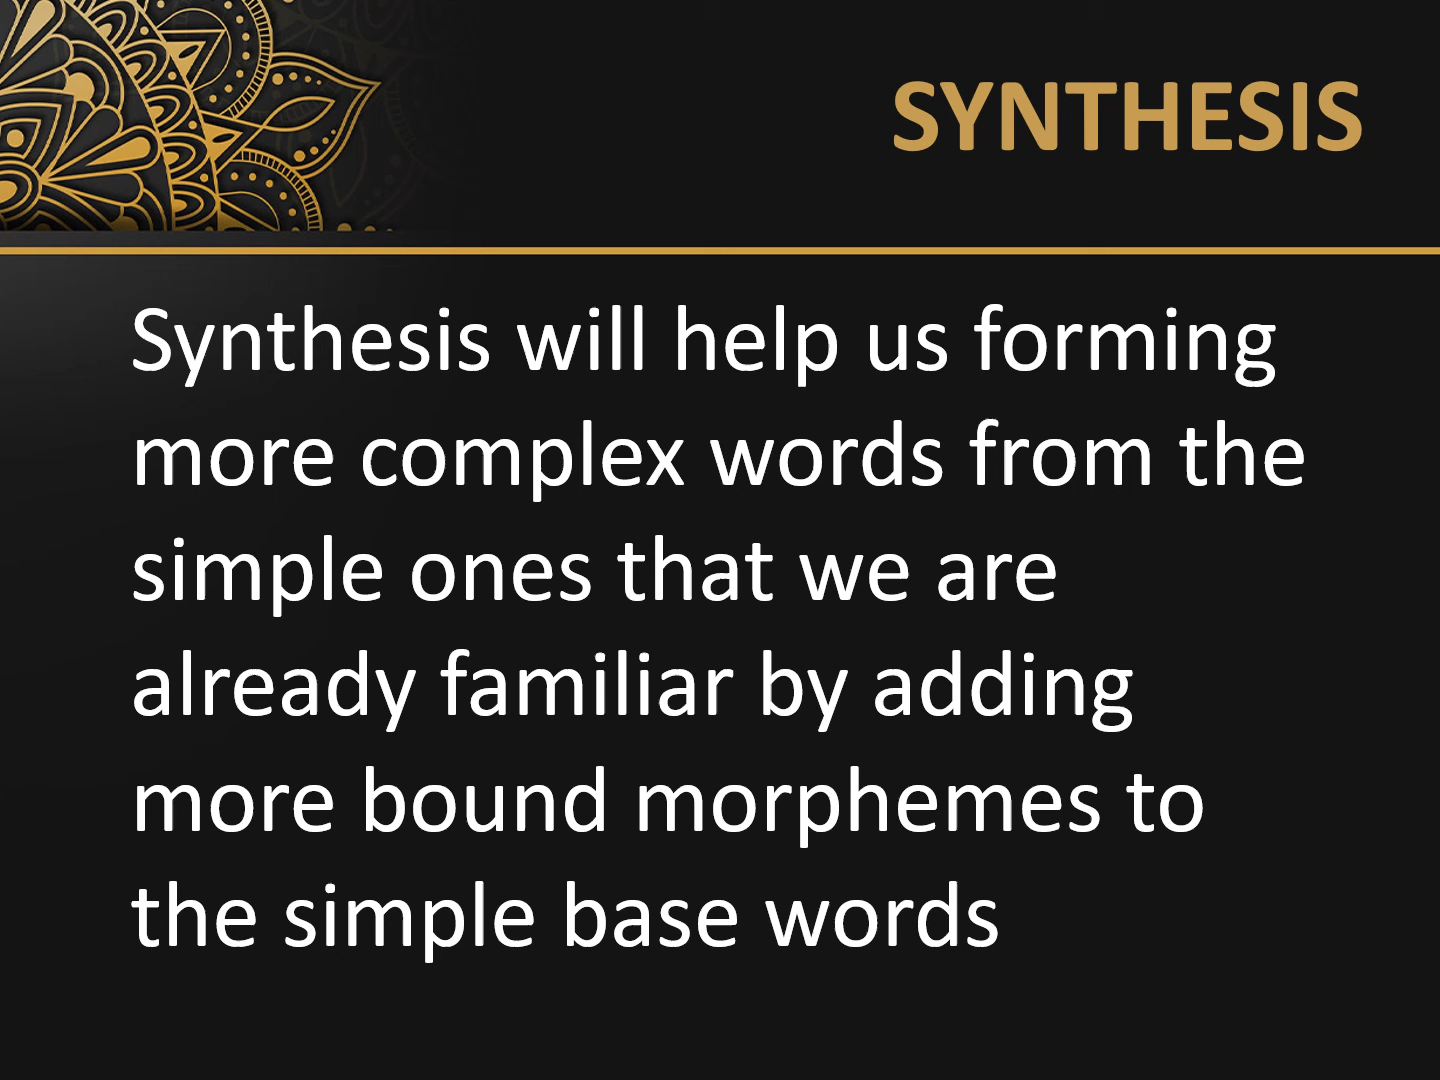 SYNTHESIS
Synthesis will help us forming
more complex words from the
simple ones that we are
already familiar by adding
more bound morphemes to
the simple base words